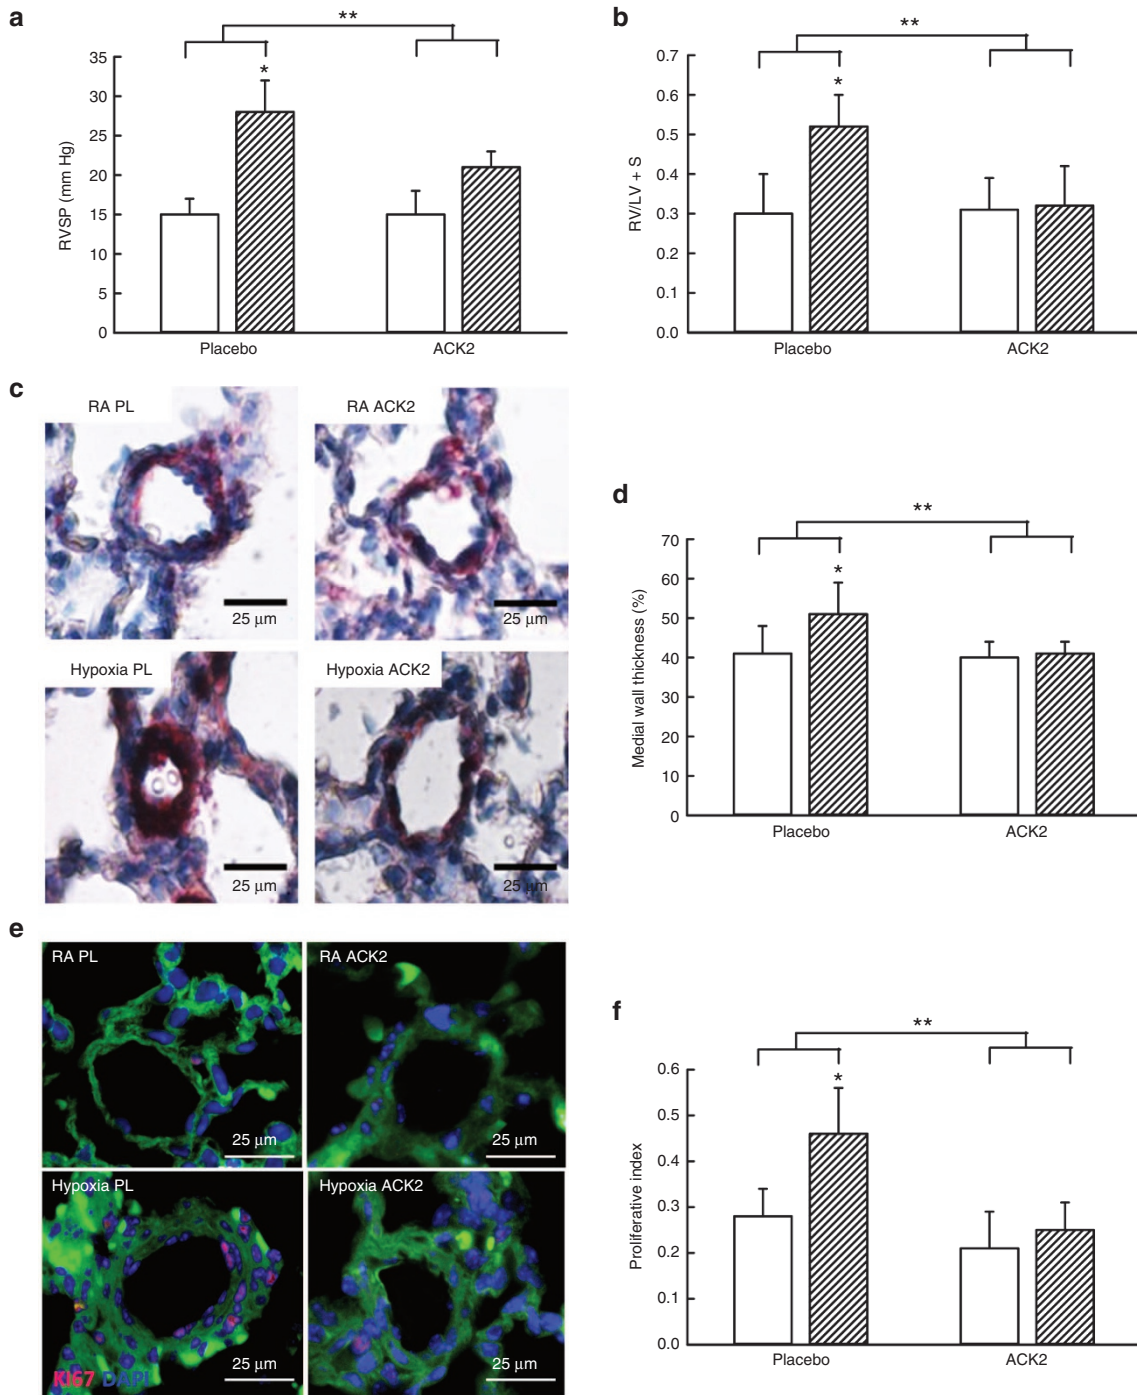 a
**
*
35
30
25
20
15
10
5
0
RVSP (mm Hg)
Placebo
ACK2
b
**
*
0.7
0.6
0.5
0.4
0.3
0.2
0.1
0.0
RV/LV + S
Placebo
ACK2
c
RA PL
25 µm
RA ACK2
25 µm
Hypoxia PL
25 µm
Hypoxia ACK2
25 µm
d
**
*
70
60
50
40
30
20
10
0
Medial wall thickness (%)
Placebo
ACK2
e
RA PL
25 µm
RA ACK2
25 µm
Hypoxia PL
25 µm
KI67 DAPI
Hypoxia ACK2
25 µm
f
**
*
0.6
0.5
0.4
0.3
0.2
0.1
0.0
Proliferative index
Placebo
ACK2